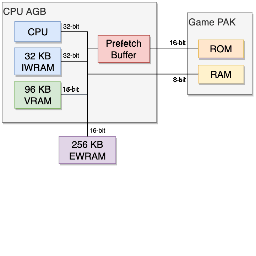 CPU AGB
32-bit
CPU
Game PAK
Prefetch
Buffer
16-bit
ROM
32-bit
32 KB
IWRAM
RAM
8-bit
96 KB
VRAM
16-bit
16-bit
256 KB
EWRAM